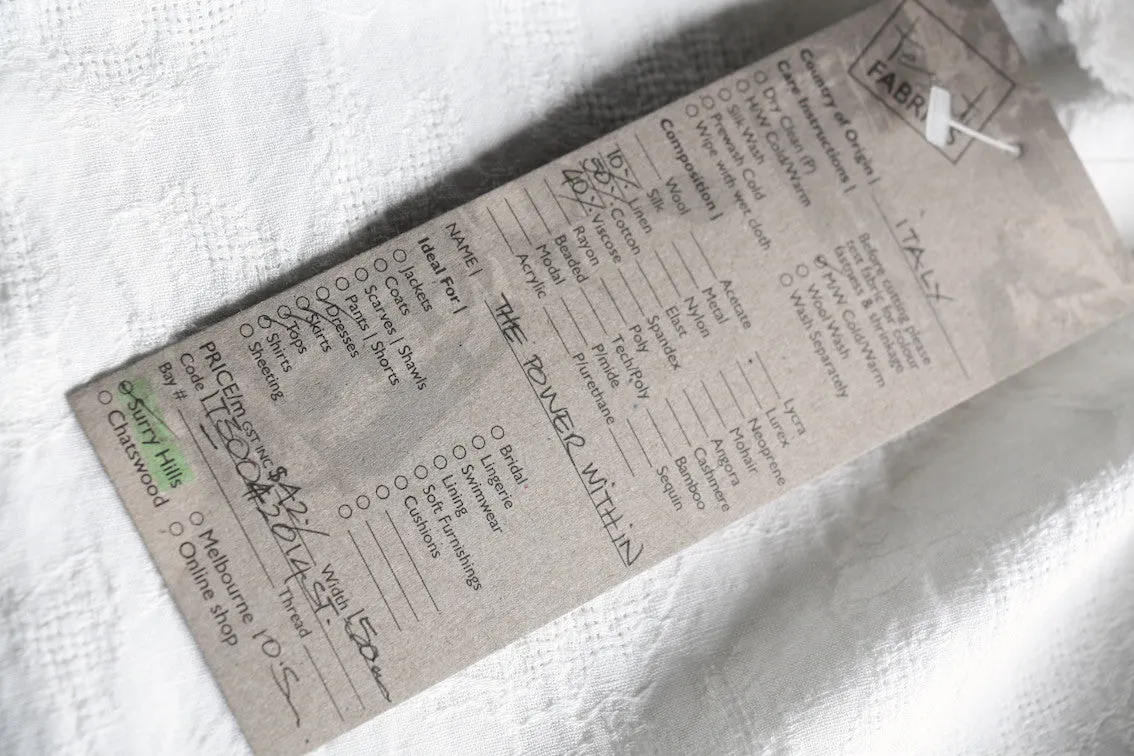 FABRICS
Country of Origin | ITALY
Care Instructions |
Dry Clean (P)
H/W Cold/Warm
Silk Wash
Prewash Cold
Wipe with wet cloth
Before cutting please
test fabric for colour
fastness & shrinkage
M/W Cold/Warm
Wool Wash
Wash Separately
Composition |
Wool
Silk
10% Linen
50% Cotton
40% Viscose
Rayon
Beaded
Modal
Acrylic
Acetate
Metal
Nylon
Elast
Spandex
Poly
Tech/Poly
P/mide
P/urethane
Lycra
Lurex
Neoprene
Mohair
Angora
Cashmere
Bamboo
Sequin
NAME | THE POWER WITHIN
Ideal For |
Jackets
Coats
Scarves | Shawls
Pants | Shorts
Dresses
Skirts
Tops
Shirts
Sheeting
Bridal
Lingerie
Swimwear
Lining
Soft Furnishings
Cushions
PRICE/m GST INC Width | 150cm
Code |
Bay # Thread
Surry Hills
Chatswood
Melbourne
Online shop